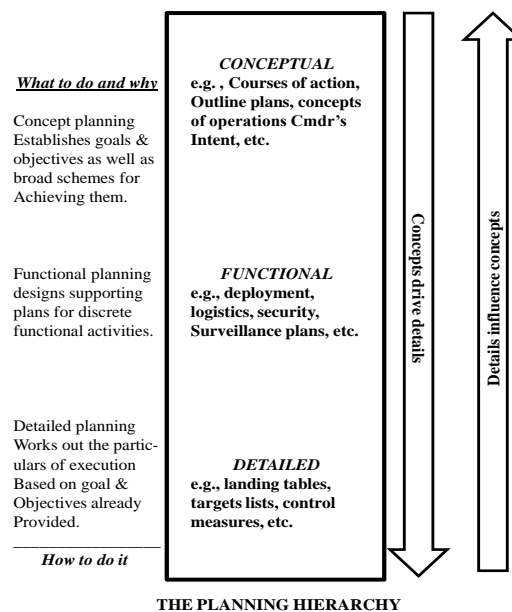 What to do and why
Concept planning
Establishes goals &
objectives as well as
broad schemes for
Achieving them.
CONCEPTUAL
e.g. , Courses of action,
Outline plans, concepts
of operations Cmdr's
Intent, etc.
Functional planning
designs supporting
plans for discrete
functional activities.
FUNCTIONAL
e.g., deployment,
logistics, security,
Surveillance plans, etc.
Detailed planning
Works out the partic-
ulars of execution
Based on goal &
Objectives already
Provided.
How to do it
DETAILED
e.g., landing tables,
targets lists, control
measures, etc.
Concepts drive details
Details influence concepts
THE PLANNING HIERARCHY